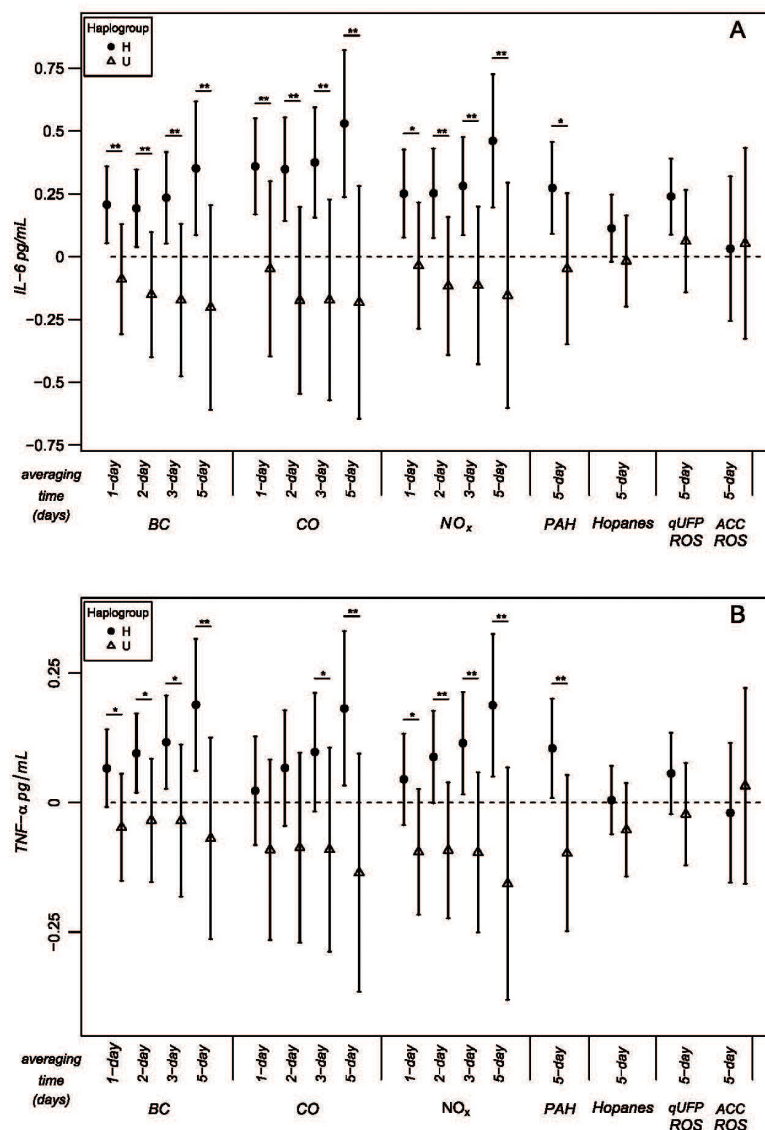 A
Haplogroup
H
U
** ** ** ** ** ** ** ** * ** ** ** *
0.75
0.5
0.25
0
−0.25
−0.5
−0.75
IL−6 pg/mL
averaging time (days)
1−day 2−day 3−day 5−day 1−day 2−day 3−day 5−day 1−day 2−day 3−day 5−day 5−day 5−day 5−day 5−day
BC CO NOx PAH Hopanes qUFP ROS ACC ROS
B
Haplogroup
H
U
* * * ** * ** * ** ** ** **
0.25
0
−0.25
TNF−α pg/mL
averaging time (days)
1−day 2−day 3−day 5−day 1−day 2−day 3−day 5−day 1−day 2−day 3−day 5−day 5−day 5−day 5−day 5−day
BC CO NOx PAH Hopanes qUFP ROS ACC ROS